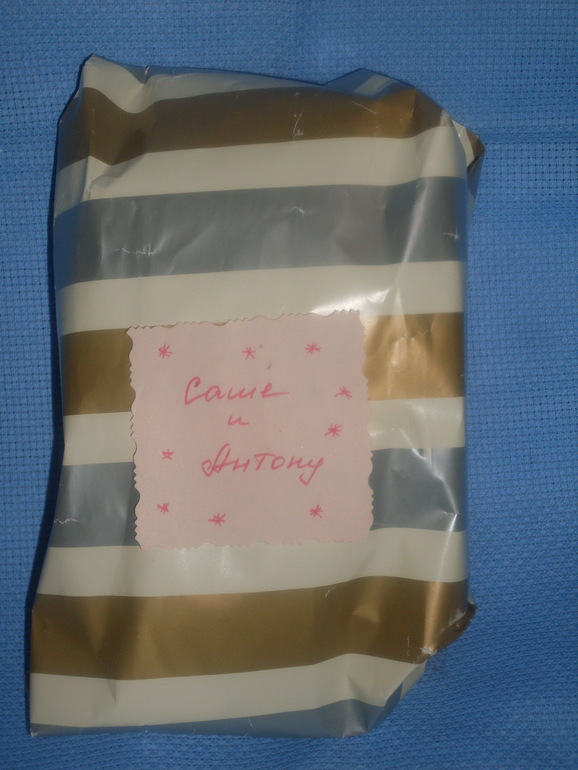 Саше
и
Антону